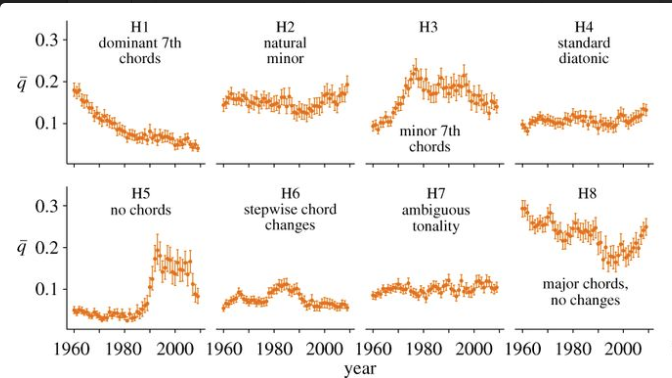 H1
dominant 7th
chords
H2
natural
minor
H3
minor 7th
chords
H4
standard
diatonic
0.3
0.2
0.1
q̄
H5
no chords
H6
stepwise chord
changes
H7
ambiguous
tonality
H8
major chords,
no changes
0.3
0.2
0.1
q̄
1960 1980 2000 1960 1980 2000 1960 1980 2000 1960 1980 2000
year